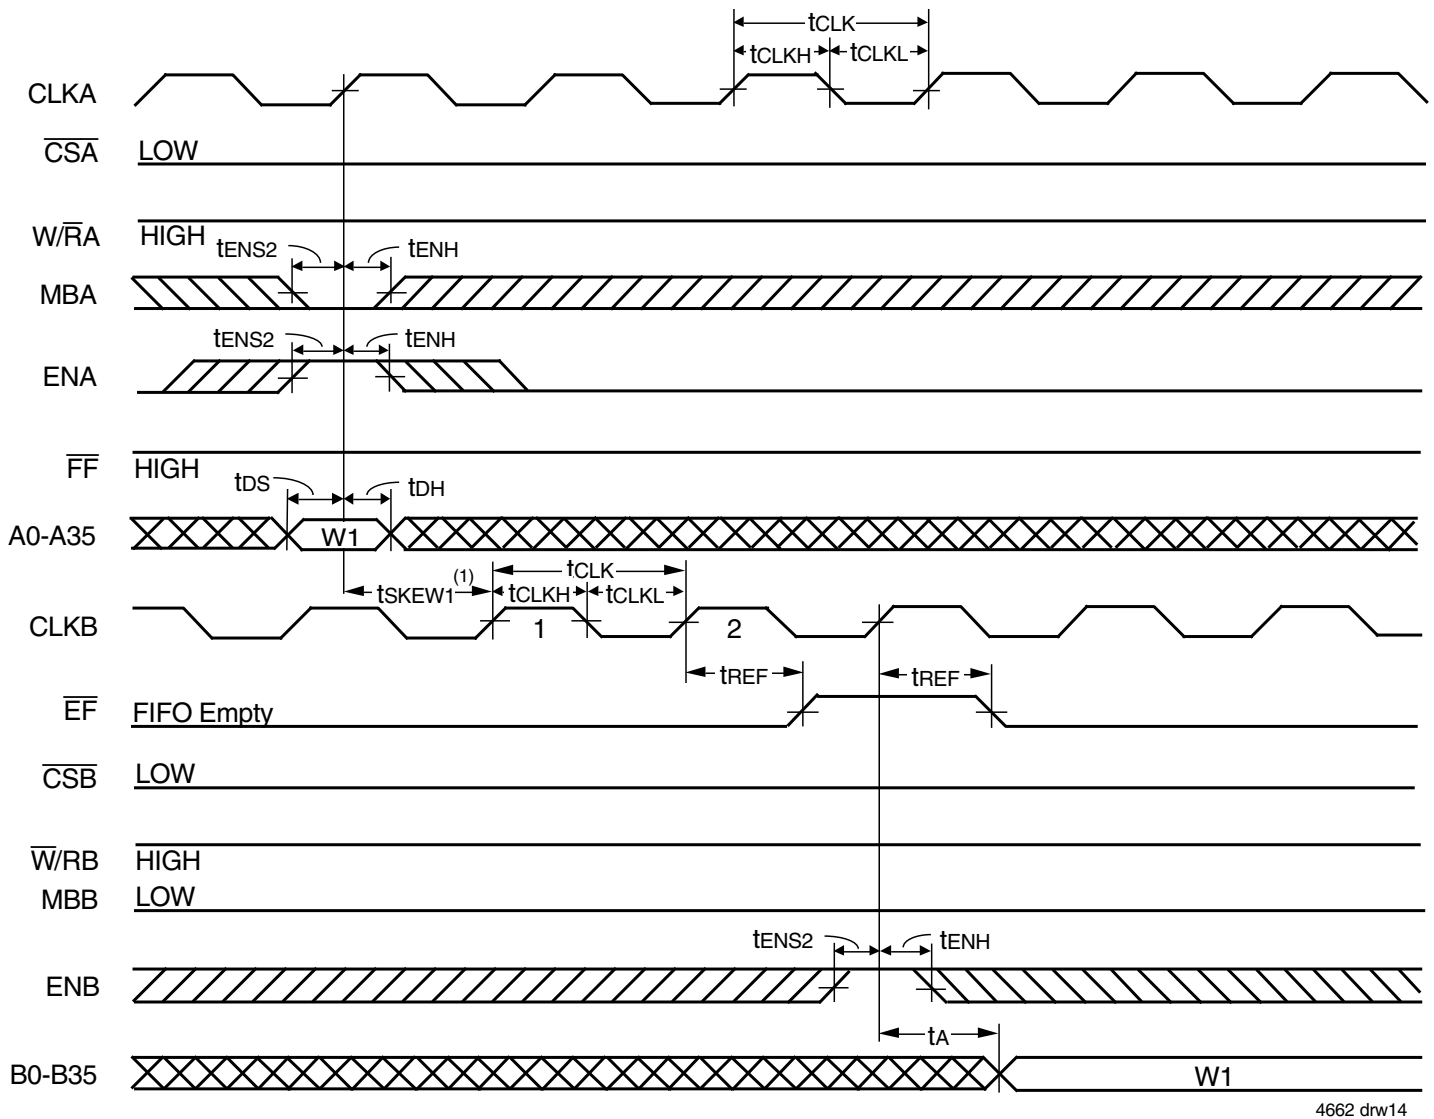 tCLK
tCLKH tCLKL
CLKA
CSA LOW
W/RA HIGH
tENS2 tENH
MBA
tENS2 tENH
ENA
FF HIGH
tDS tDH
A0-A35 W1
tCLK
tSKEW1(1) tCLKH tCLKL
CLKB 1 2
tREF tREF
EF FIFO Empty
CSB LOW
W/RB HIGH
MBB LOW
tENS2 tENH
ENB
tA
B0-B35 W1
4662 drw14